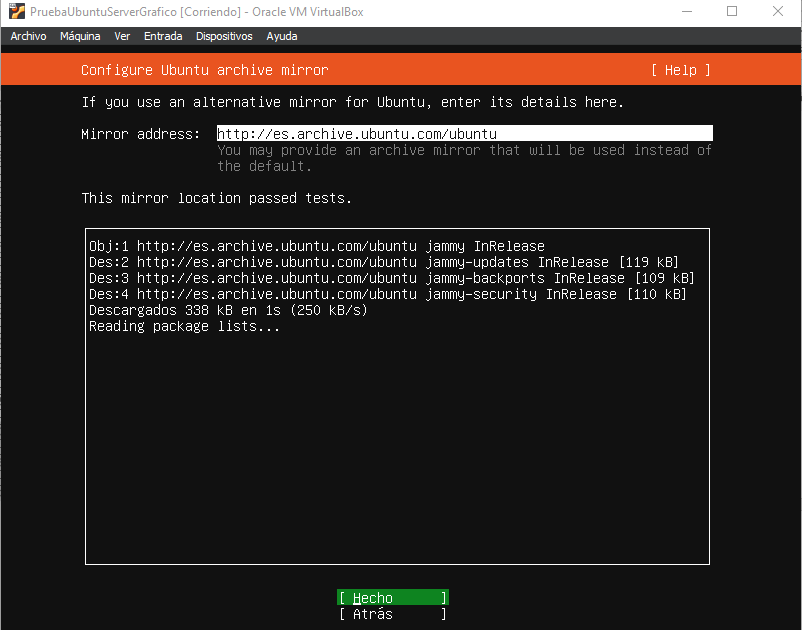 PruebaUbuntuServerGrafico [Corriendo] - Oracle VM VirtualBox
Archivo Máquina Ver Entrada Dispositivos Ayuda
Configure Ubuntu archive mirror [ Help ]
If you use an alternative mirror for Ubuntu, enter its details here.
Mirror address: http://es.archive.ubuntu.com/ubuntu
You may provide an archive mirror that will be used instead of
the default.
This mirror location passed tests.
Obj:1 http://es.archive.ubuntu.com/ubuntu jammy InRelease
Des:2 http://es.archive.ubuntu.com/ubuntu jammy-updates InRelease [119 kB]
Des:3 http://es.archive.ubuntu.com/ubuntu jammy-backports InRelease [109 kB]
Des:4 http://es.archive.ubuntu.com/ubuntu jammy-security InRelease [110 kB]
Descargados 338 kB en 1s (250 kB/s)
Reading package lists...
[ Hecho ]
[ Atrás ]